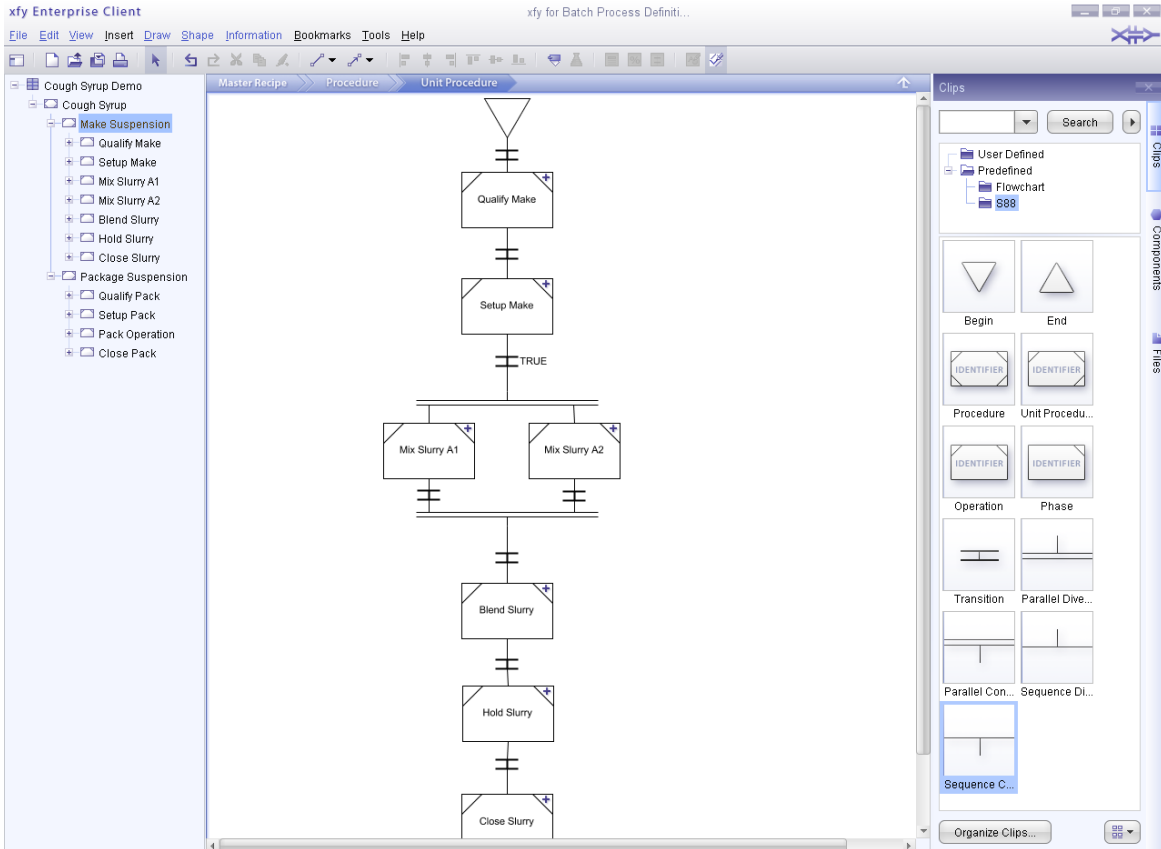 xfy Enterprise Client
xfy for Batch Process Definiti...
File Edit View Insert Draw Shape Information Bookmarks Tools Help
Master Recipe Procedure Unit Procedure
Cough Syrup Demo
Cough Syrup
Make Suspension
Qualify Make
Setup Make
Mix Slurry A1
Mix Slurry A2
Blend Slurry
Hold Slurry
Close Slurry
Package Suspension
Qualify Pack
Setup Pack
Pack Operation
Close Pack
Qualify Make
Setup Make
TRUE
Mix Slurry A1 Mix Slurry A2
Blend Slurry
Hold Slurry
Close Slurry
Clips
Search
User Defined
Predefined
Flowchart
S88
Begin End
IDENTIFIER IDENTIFIER
Procedure Unit Procedu...
IDENTIFIER IDENTIFIER
Operation Phase
Transition Parallel Dive...
Parallel Con... Sequence Di...
Sequence C...
Organize Clips...
Clips
Components
Files